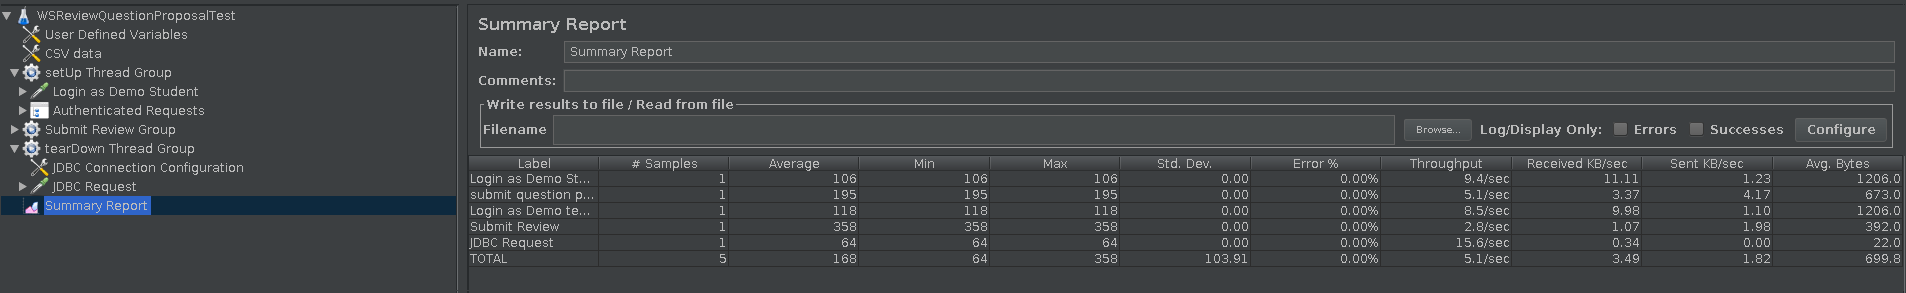 WSReviewQuestionProposalTest
User Defined Variables
CSV data
setUp Thread Group
Login as Demo Student
Authenticated Requests
Submit Review Group
tearDown Thread Group
JDBC Connection Configuration
JDBC Request
Summary Report
Summary Report
Name: Summary Report
Comments:
Write results to file / Read from file
Filename Browse... Log/Display Only: Errors Successes Configure
Label # Samples Average Min Max Std. Dev. Error % Throughput Received KB/sec Sent KB/sec Avg. Bytes
Login as Demo St... 1 106 106 106 0.00 0.00% 9.4/sec 11.11 1.23 1206.0
submit question p... 1 195 195 195 0.00 0.00% 5.1/sec 3.37 4.17 673.0
Login as Demo te... 1 118 118 118 0.00 0.00% 8.5/sec 9.98 1.10 1206.0
Submit Review 1 358 358 358 0.00 0.00% 2.8/sec 1.07 1.98 392.0
JDBC Request 1 64 64 64 0.00 0.00% 15.6/sec 0.34 0.00 22.0
TOTAL 5 168 64 358 103.91 0.00% 5.1/sec 3.49 1.82 699.8